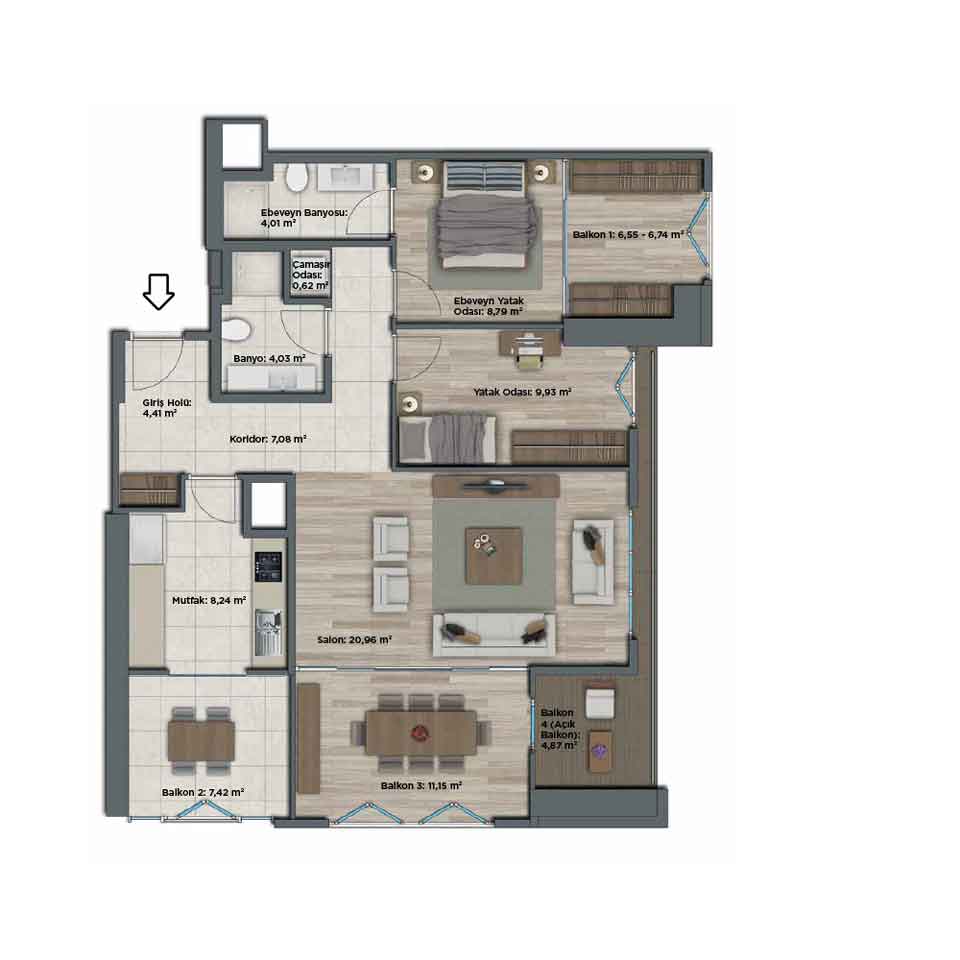 Ebeveyn Banyosu:
4,01 m²
Balkon 1: 6,55 - 6,74 m²
Çamaşır
Odası:
0,62 m²
Ebeveyn Yatak
Odası: 8,79 m²
Banyo: 4,03 m²
Yatak Odası: 9,93 m²
Giriş Holü:
4,41 m²
Koridor: 7,08 m²
Mutfak: 8,24 m²
Salon: 20,96 m²
Balkon
4 (Açık
Balkon):
4,87 m²
Balkon 2: 7,42 m²
Balkon 3: 11,15 m²